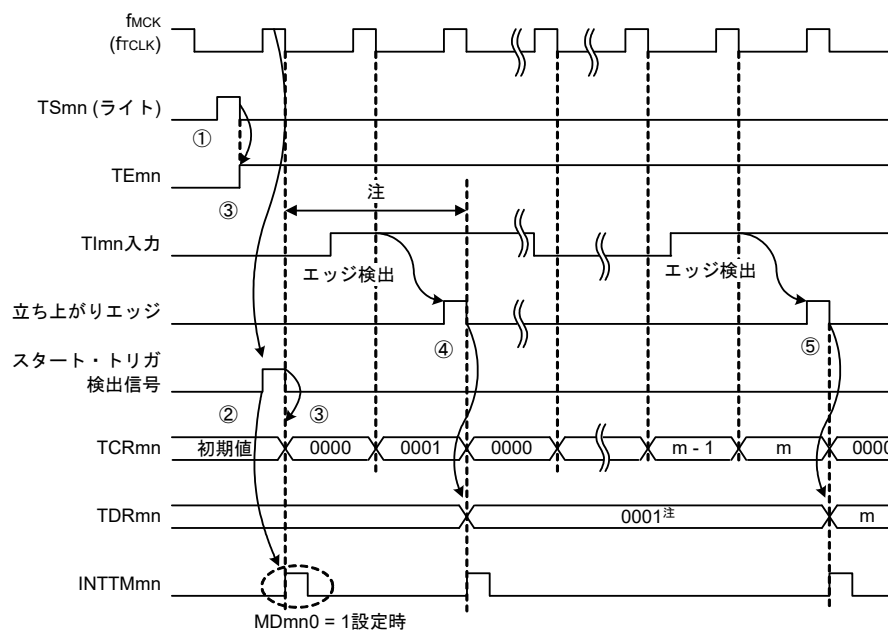 fMCK
(fTCLK)
TSmn (ライト)
①
TEmn
③
注
TImn入力
エッジ検出
エッジ検出
立ち上がりエッジ
④
⑤
スタート・トリガ
検出信号
②
③
TCRmn
初期値
0000
0001
0000
m - 1
m
0000
TDRmn
0001注
m
INTTMmn
MDmn0 = 1設定時